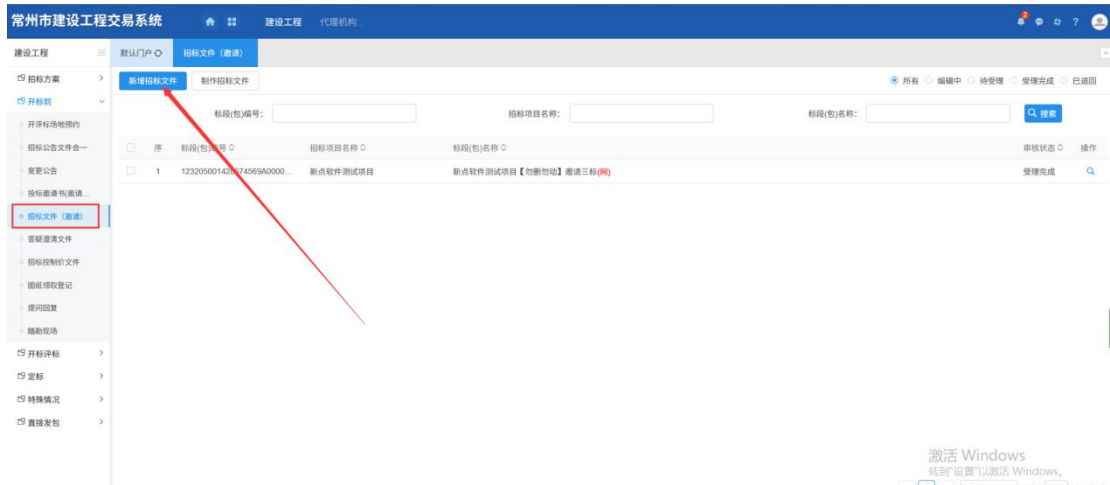 常州市建设工程交易系统 建设工程 代理机构... 2 ?
建设工程 默认门户 招标文件（邀请）
招标方案 新增招标文件 制作招标文件 所有 编辑中 待受理 受理完成 已退回
开标前
标段(包)编号： 招标项目名称： 标段(包)名称： 搜索
开评标场地预约
招标公告文件合一
序 标段(包)编号 招标项目名称 标段(包)名称 审核状态 操作
变更公告
1 新点软件测试项目 新点软件测试项目【勿删勿动】邀请三标(网) 受理完成
投标邀请书(邀请...
招标文件（邀请）
答疑澄清文件
招标控制价文件
图纸领取登记
提问回复
踏勘现场
开标评标
定标
特殊情况
直接发包
激活 Windows
转到"设置"以激活 Windows。